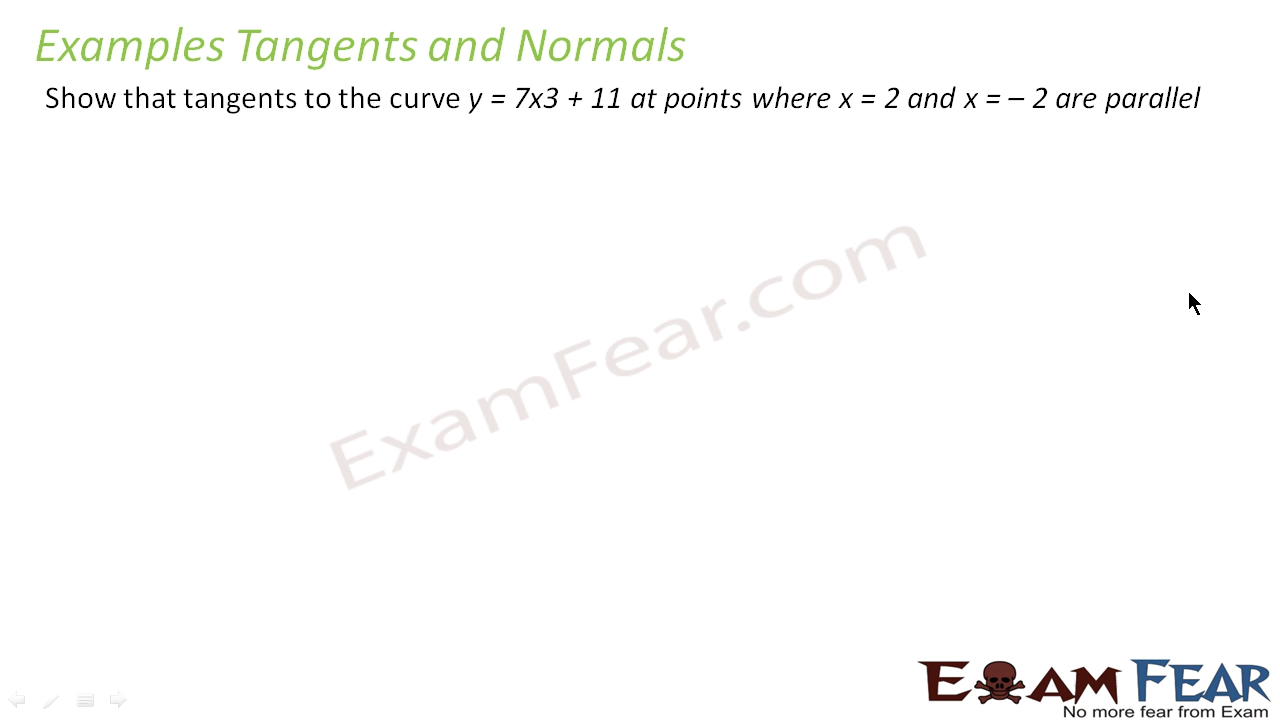 Examples Tangents and Normals
Show that tangents to the curve y = 7x3 + 11 at points where x = 2 and x = – 2 are parallel
ExamFear.com
EXAM FEAR
No more fear from Exam